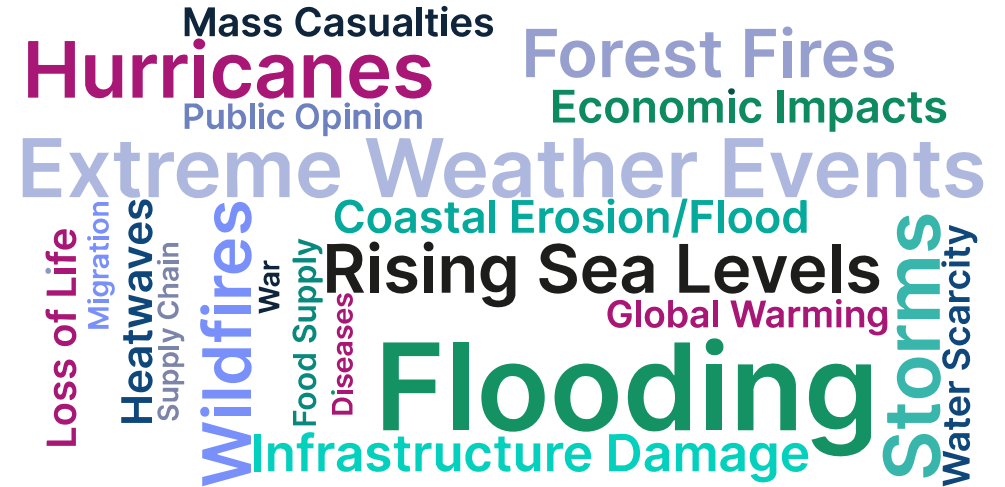 Mass Casualties
Hurricanes
Forest Fires
Public Opinion
Economic Impacts
Extreme Weather Events
Loss of Life
Migration
Heatwaves
Supply Chain
Wildfires
War
Food Supply
Diseases
Coastal Erosion/Flood
Rising Sea Levels
Global Warming
Flooding
Infrastructure Damage
Storms
Water Scarcity